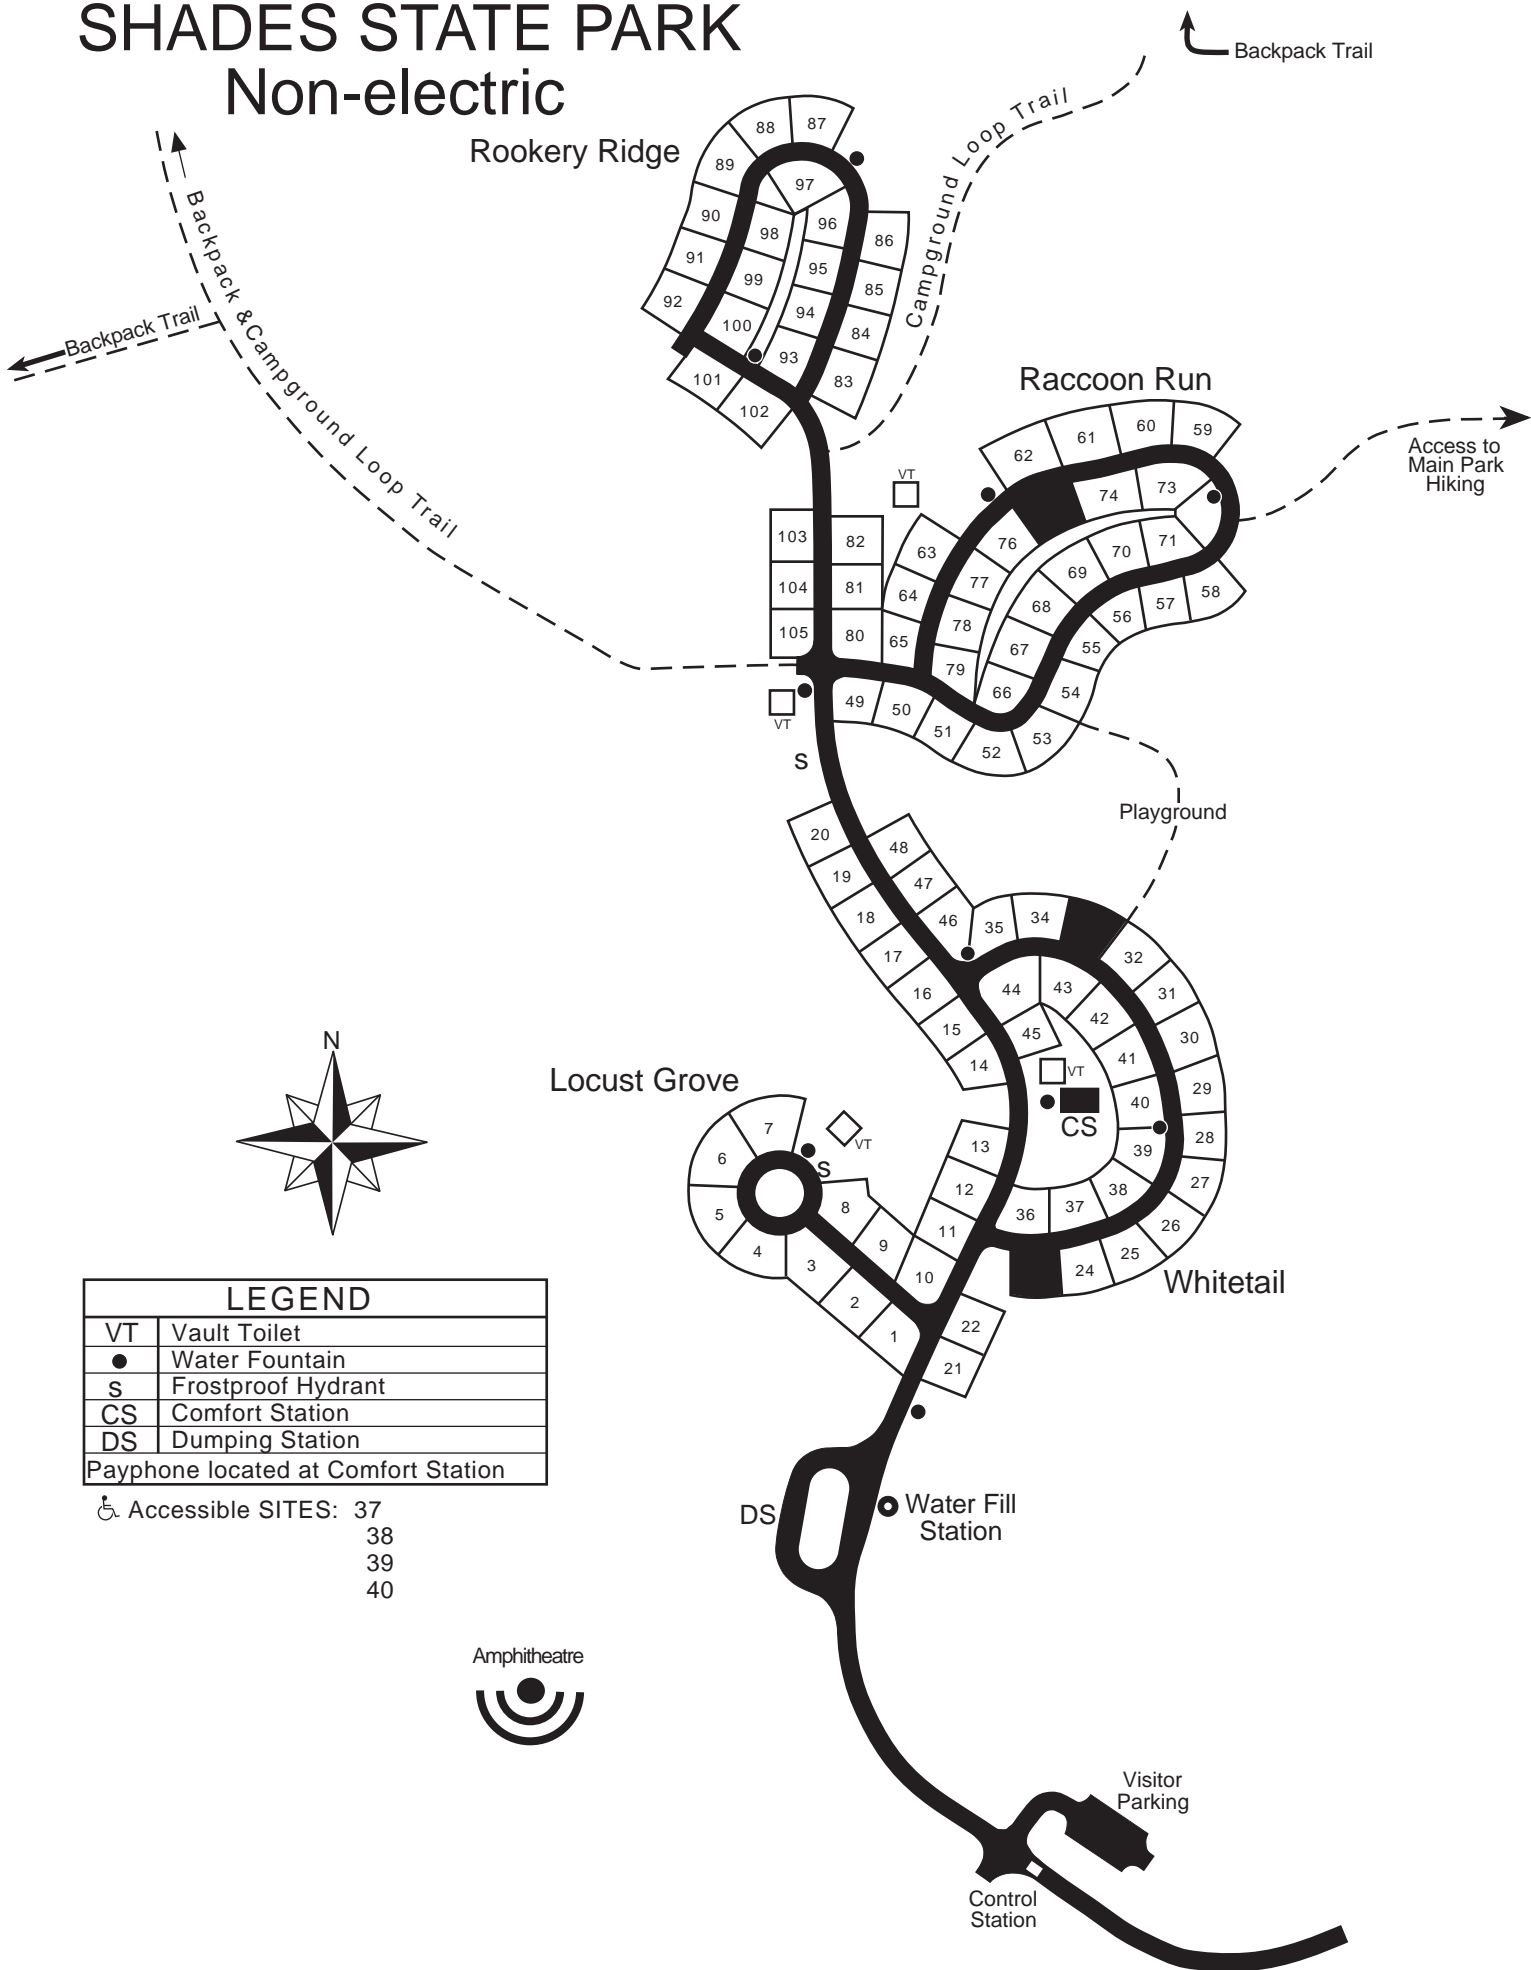 SHADES STATE PARK
Non-electric
Backpack Trail
Campground Loop Trail
Rookery Ridge
88 87
89
97
90 98 96 86
91 99 95 85
92 100 94 84
93 83
101
102
Backpack & Campground Loop Trail
Backpack Trail
Raccoon Run
Access to
Main Park
Hiking
62 61 60 59
VT
74 73
103 82 63 76 70 71
104 81 64 77 69 58
105 80 65 78 68 56 57
79 67 55
49 50 66 54
VT
51 52 53
s
Playground
20 48
19 47
18 46 35 34
17 32
16 44 43 31
15 45 42 30
14 VT 41 29
CS 40 28
13 39 27
12 36 37 38 26
11 25
10 24
Whitetail
22
21
N
Locust Grove
7 VT
6 s
5 8
4 9
3
2
1
LEGEND
VT Vault Toilet
● Water Fountain
s Frostproof Hydrant
CS Comfort Station
DS Dumping Station
Payphone located at Comfort Station
Accessible SITES: 37
38
39
40
DS
Water Fill
Station
Amphitheatre
Visitor
Parking
Control
Station